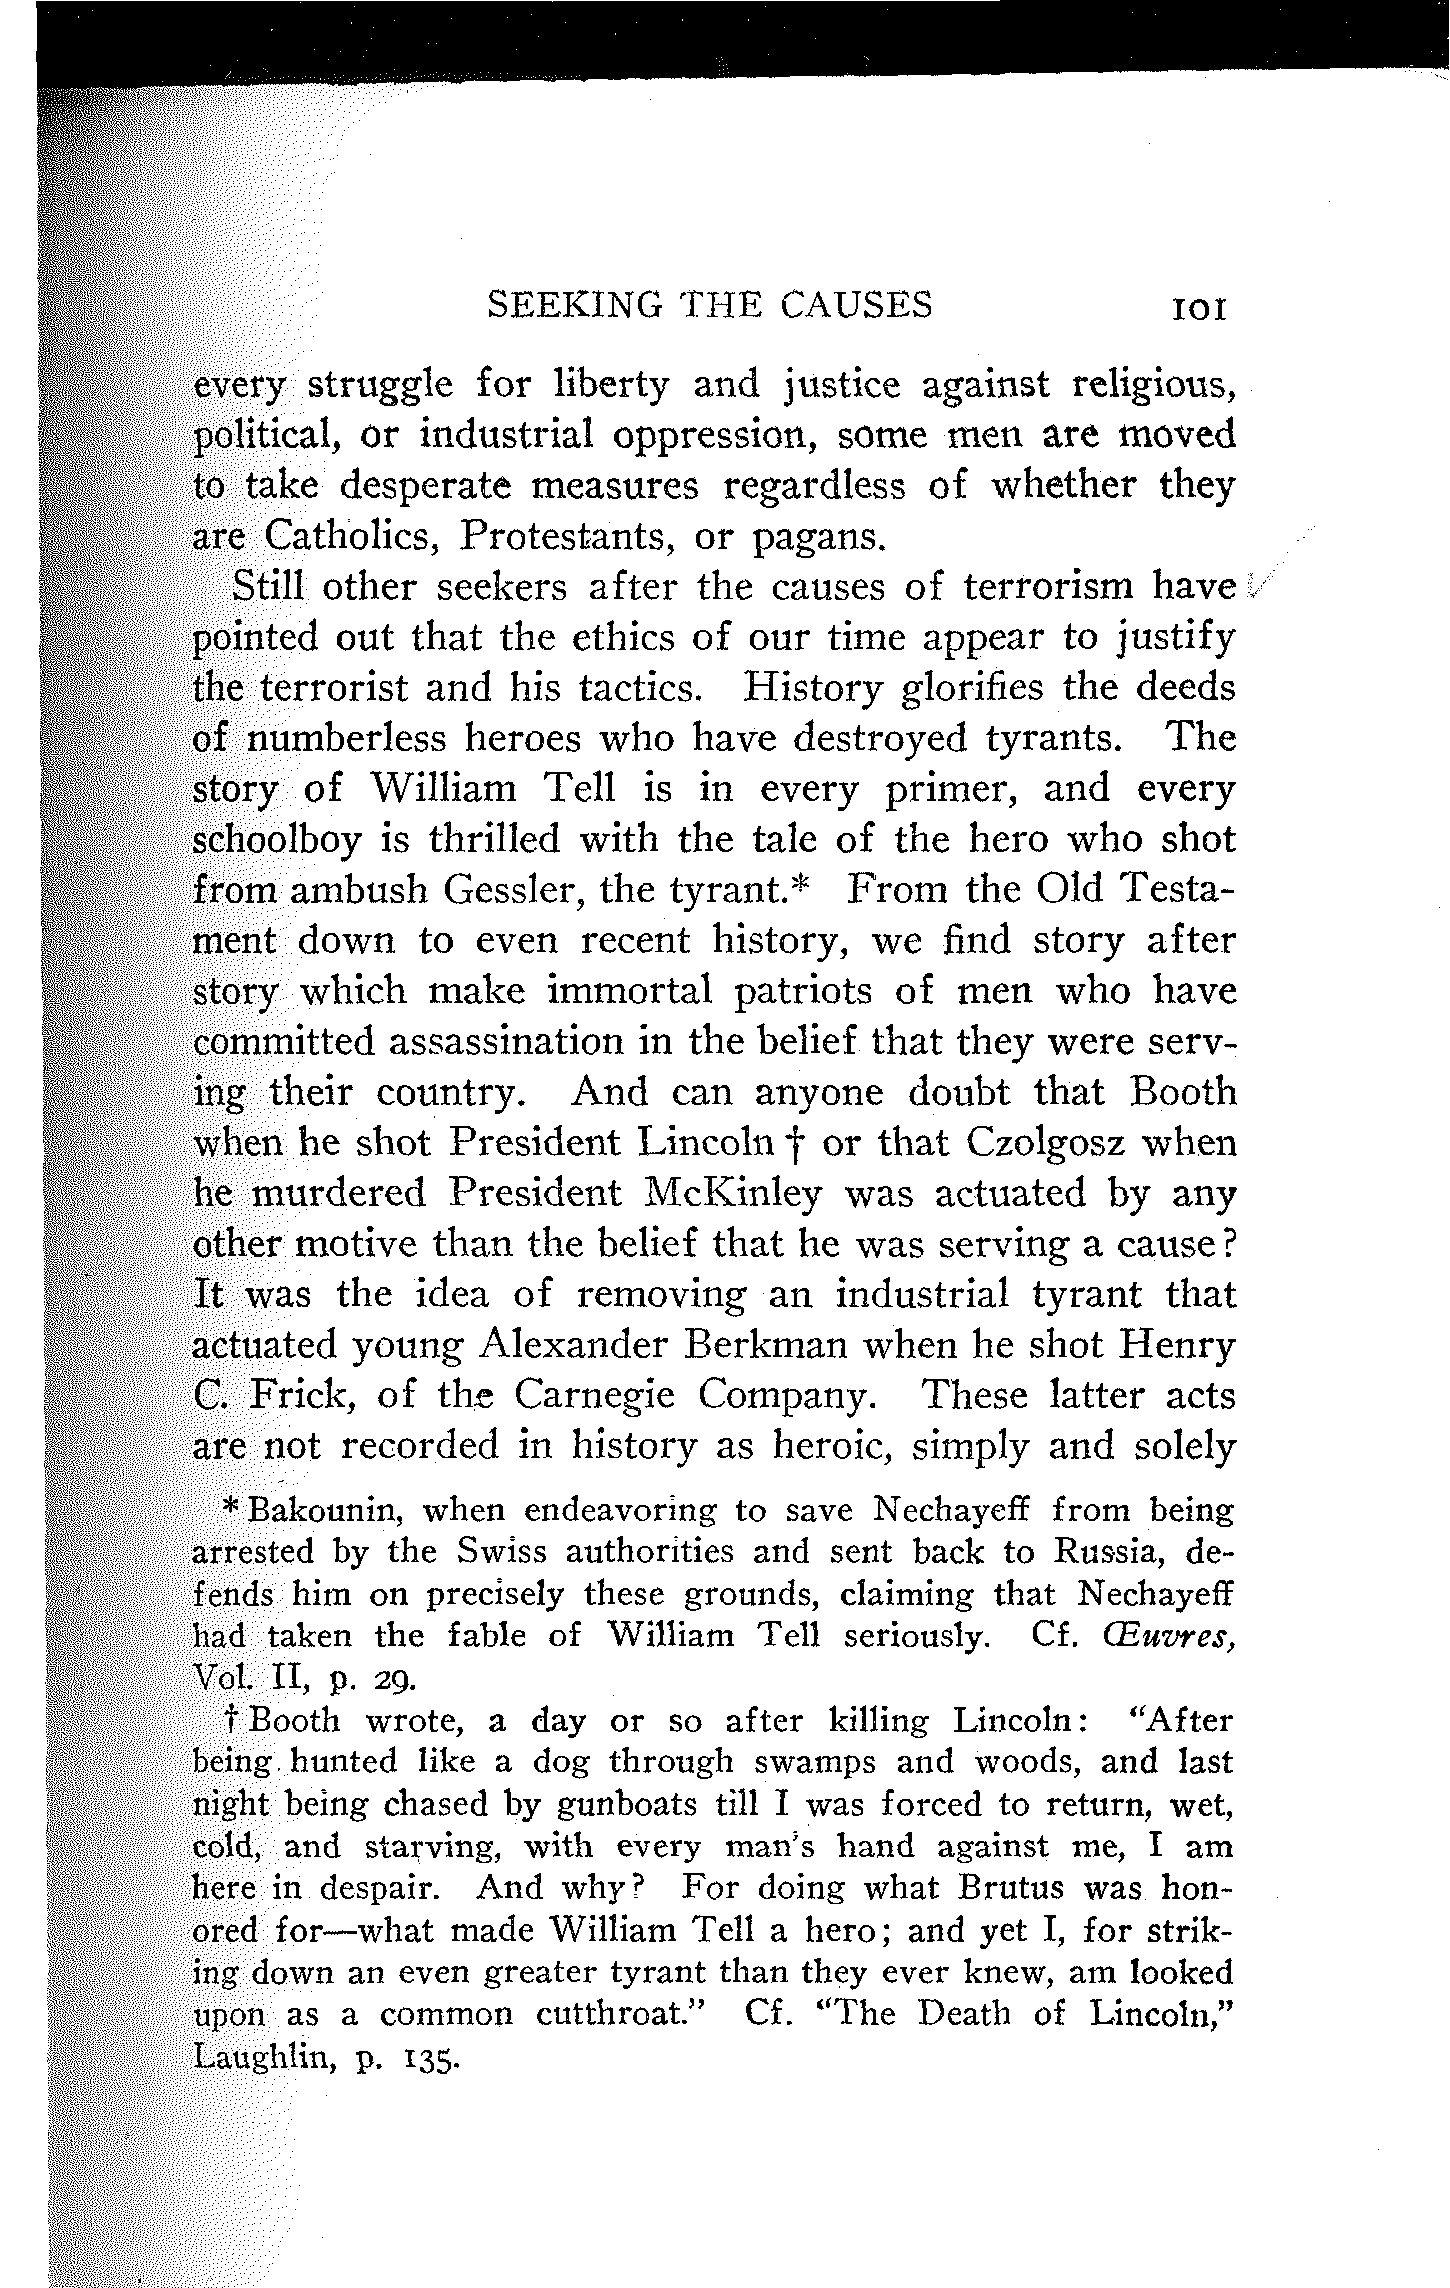 SEEKING THE CAUSES 101
every struggle for liberty and justice against religious,
political, or industrial oppression, some men are moved
to take desperate measures regardless of whether they
are Catholics, Protestants, or pagans.
Still other seekers after the causes of terrorism have
pointed out that the ethics of our time appear to justify
the terrorist and his tactics. History glorifies the deeds
of numberless heroes who have destroyed tyrants. The
story of William Tell is in every primer, and every
schoolboy is thrilled with the tale of the hero who shot
from ambush Gessler, the tyrant.* From the Old Testa-
ment down to even recent history, we find story after
story which make immortal patriots of men who have
committed assassination in the belief that they were serv-
ing their country. And can anyone doubt that Booth
when he shot President Lincoln † or that Czolgosz when
he murdered President McKinley was actuated by any
other motive than the belief that he was serving a cause?
It was the idea of removing an industrial tyrant that
actuated young Alexander Berkman when he shot Henry
C. Frick, of the Carnegie Company. These latter acts
are not recorded in history as heroic, simply and solely
* Bakounin, when endeavoring to save Nechayeff from being
arrested by the Swiss authorities and sent back to Russia, de-
fends him on precisely these grounds, claiming that Nechayeff
had taken the fable of William Tell seriously. Cf. Œuvres,
Vol. II, p. 29.
† Booth wrote, a day or so after killing Lincoln: "After
being hunted like a dog through swamps and woods, and last
night being chased by gunboats till I was forced to return, wet,
cold, and starving, with every man's hand against me, I am
here in despair. And why? For doing what Brutus was hon-
ored for—what made William Tell a hero; and yet I, for strik-
ing down an even greater tyrant than they ever knew, am looked
upon as a common cutthroat." Cf. "The Death of Lincoln,"
Laughlin, p. 135.